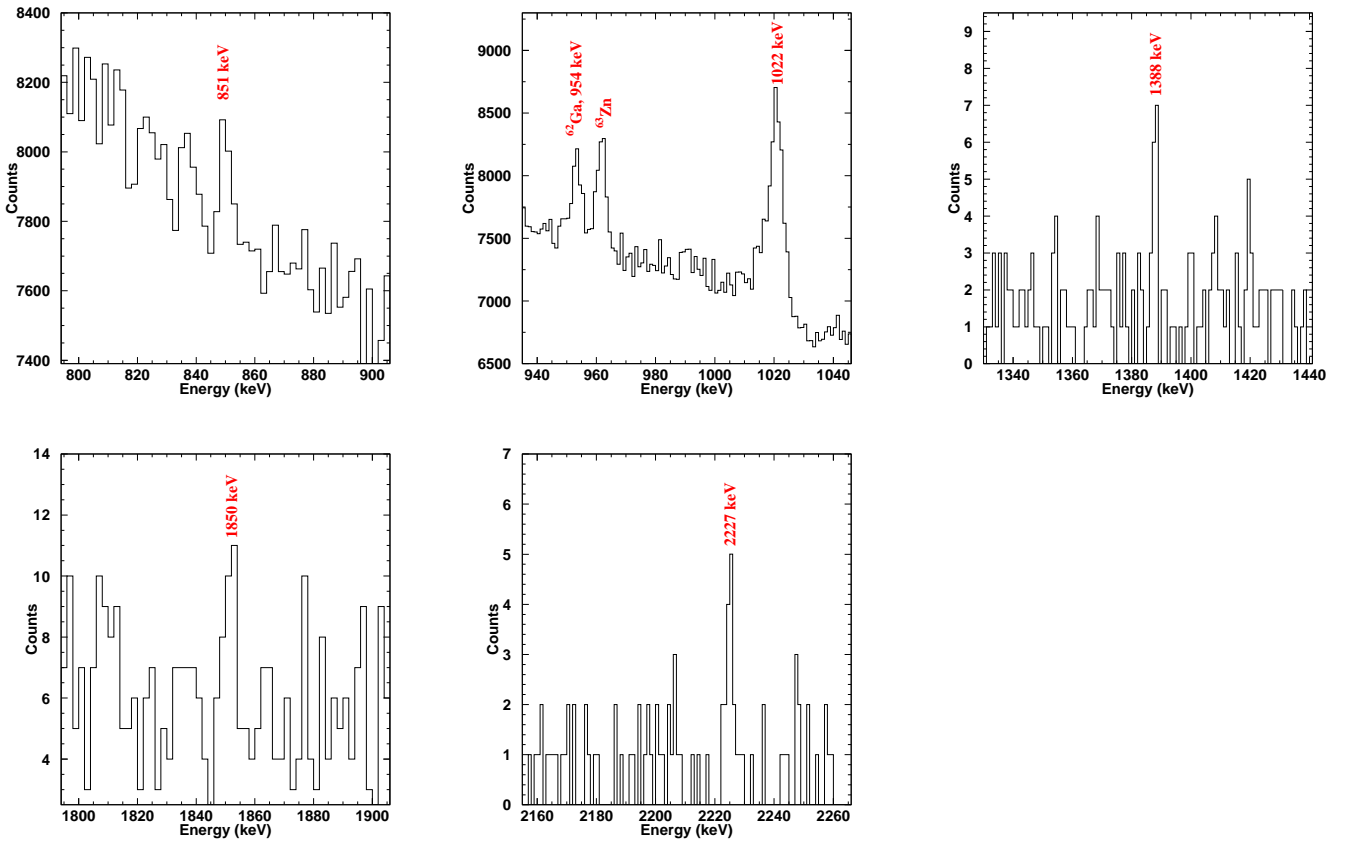 8400
8200
8000
7800
7600
7400
Counts
851 keV
800 820 840 860 880 900
Energy (keV)
9000
8500
8000
7500
7000
6500
Counts
62Ga, 954 keV
63Zn
1022 keV
940 960 980 1000 1020 1040
Energy (keV)
9
8
7
6
5
4
3
2
1
0
Counts
1388 keV
1340 1360 1380 1400 1420 1440
Energy (keV)
14
12
10
8
6
4
Counts
1850 keV
1800 1820 1840 1860 1880 1900
Energy (keV)
7
6
5
4
3
2
1
0
Counts
2227 keV
2160 2180 2200 2220 2240 2260
Energy (keV)